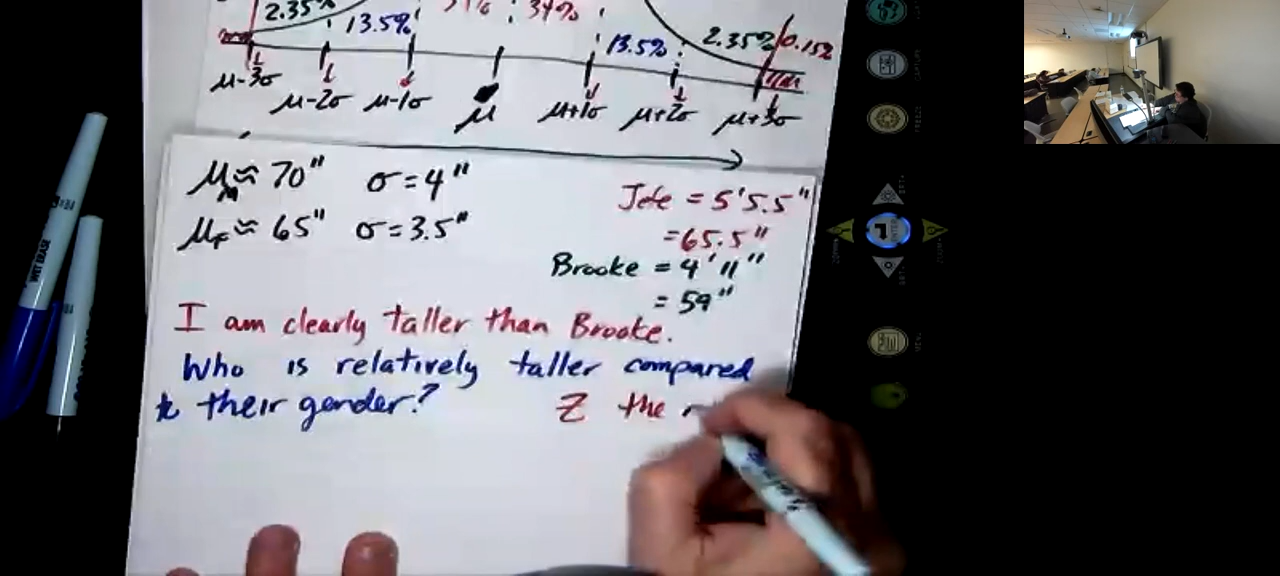 2.35% 13.5% 34% 13.5% 2.35% 0.15%
μ-3σ μ-2σ μ-1σ μ μ+1σ μ+2σ μ+3σ
μM ≈ 70" σ = 4"
μF ≈ 65" σ = 3.5"
Jete = 5'5.5"
= 65.5"
Brooke = 4'11"
= 59"
I am clearly taller than Brooke.
Who is relatively taller compared
to their gender? Z the